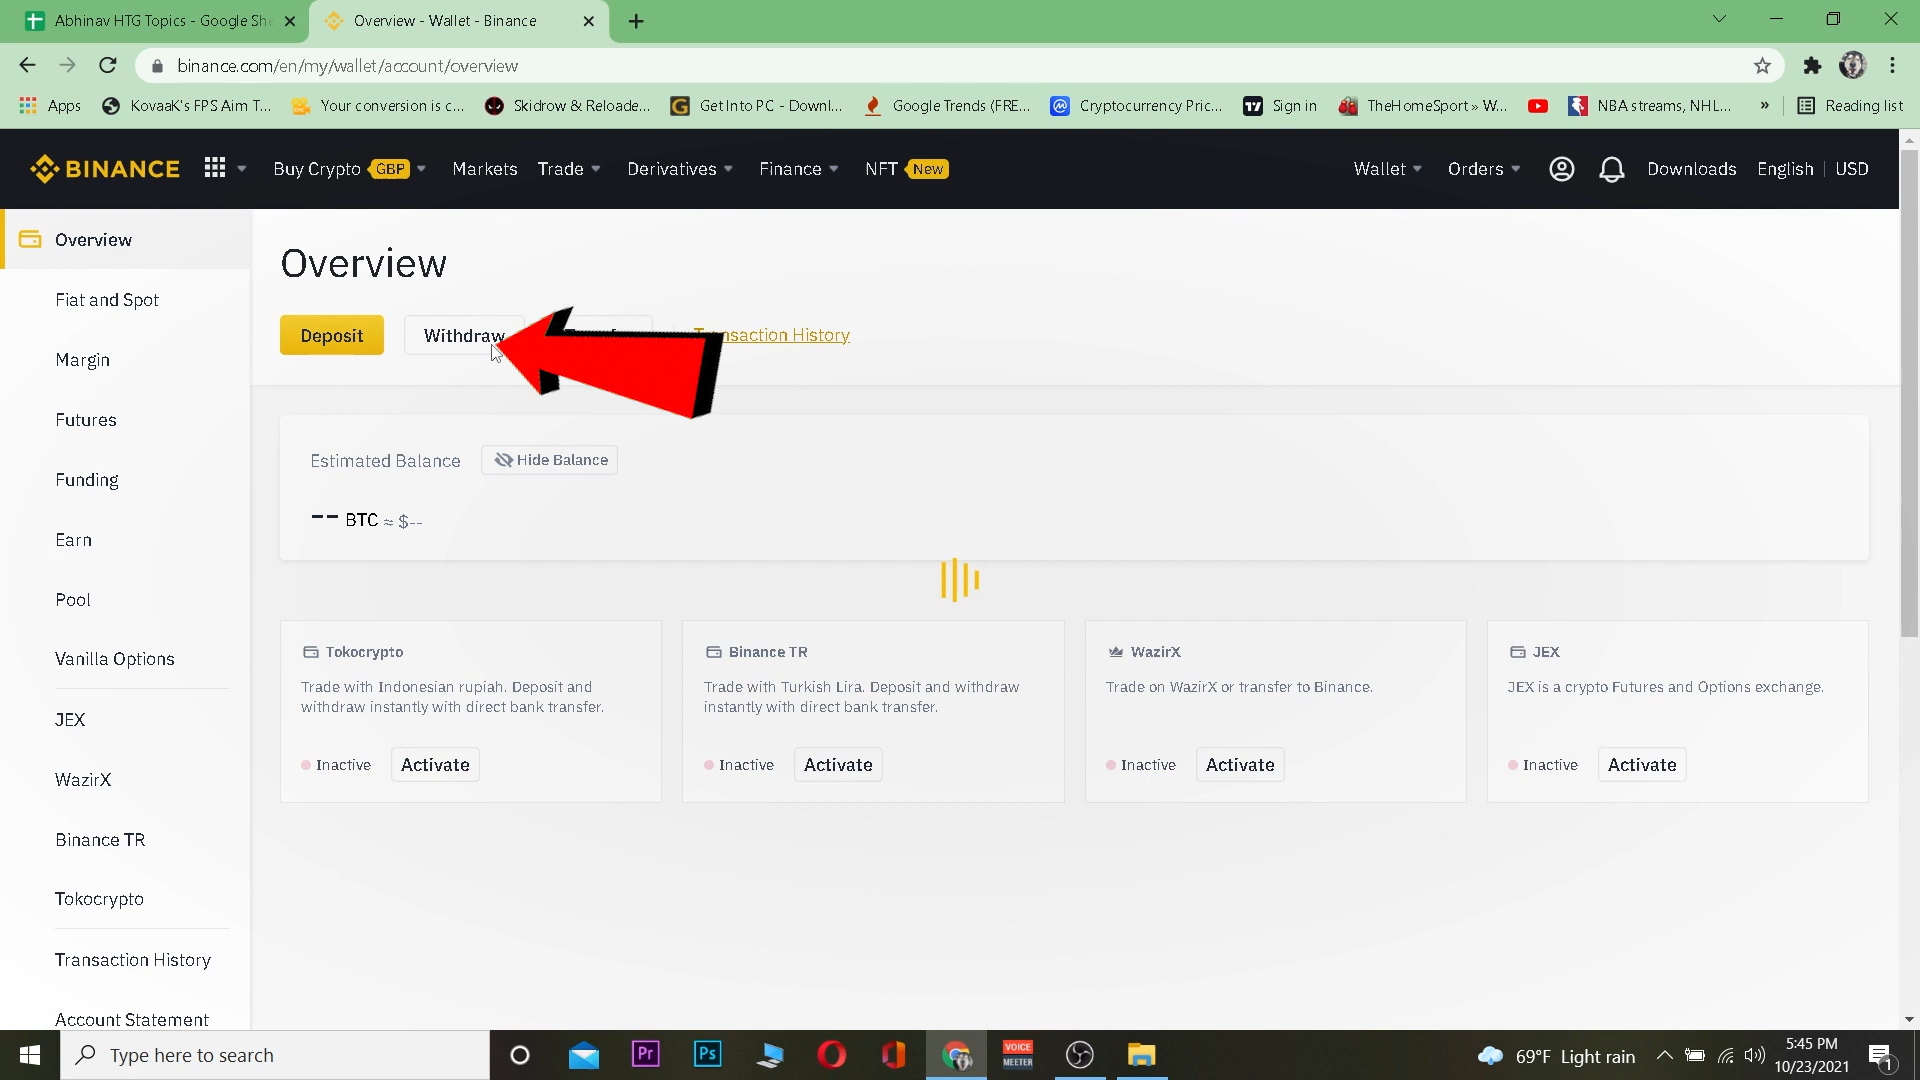 Abhinav HTG Topics - Google She
Overview - Wallet - Binance
binance.com/en/my/wallet/account/overview
Apps
KovaaK's FPS Aim T...
Your conversion is c...
Skidrow & Reloade...
Get Into PC - Downl...
Google Trends (FRE...
Cryptocurrency Pric...
Sign in
TheHomeSport » W...
NBA streams, NHL...
»
Reading list
BINANCE
Buy Crypto GBP
Markets
Trade
Derivatives
Finance
NFT New
Wallet
Orders
Downloads
English
USD
Overview
Fiat and Spot
Margin
Futures
Funding
Earn
Pool
Vanilla Options
JEX
WazirX
Binance TR
Tokocrypto
Transaction History
Account Statement
Overview
Deposit
Withdraw
Transaction History
Estimated Balance
Hide Balance
-- BTC ≈ $--
Tokocrypto
Trade with Indonesian rupiah. Deposit and
withdraw instantly with direct bank transfer.
Inactive
Activate
Binance TR
Trade with Turkish Lira. Deposit and withdraw
instantly with direct bank transfer.
Inactive
Activate
WazirX
Trade on WazirX or transfer to Binance.
Inactive
Activate
JEX
JEX is a crypto Futures and Options exchange.
Inactive
Activate
Type here to search
Pr
Ps
VOICE
MEETER
69°F Light rain
5:45 PM
10/23/2021
1